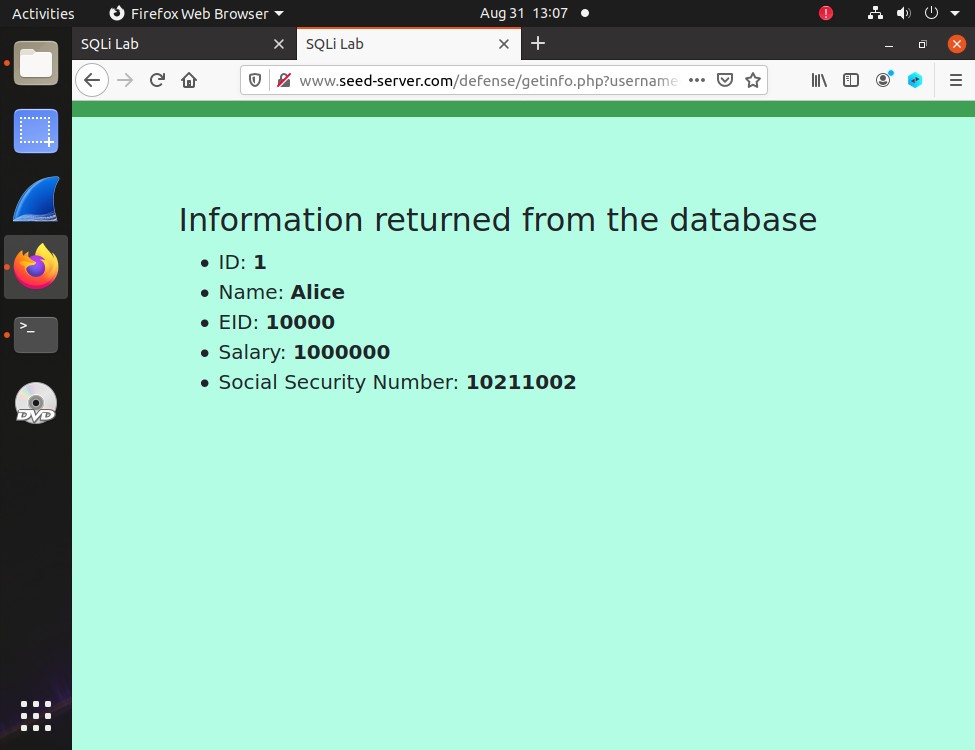 Activities Firefox Web Browser Aug 31 13:07
SQLi Lab SQLi Lab
www.seed-server.com/defense/getinfo.php?username
Information returned from the database
• ID: 1
• Name: Alice
• EID: 10000
• Salary: 1000000
• Social Security Number: 10211002
>_
DVD